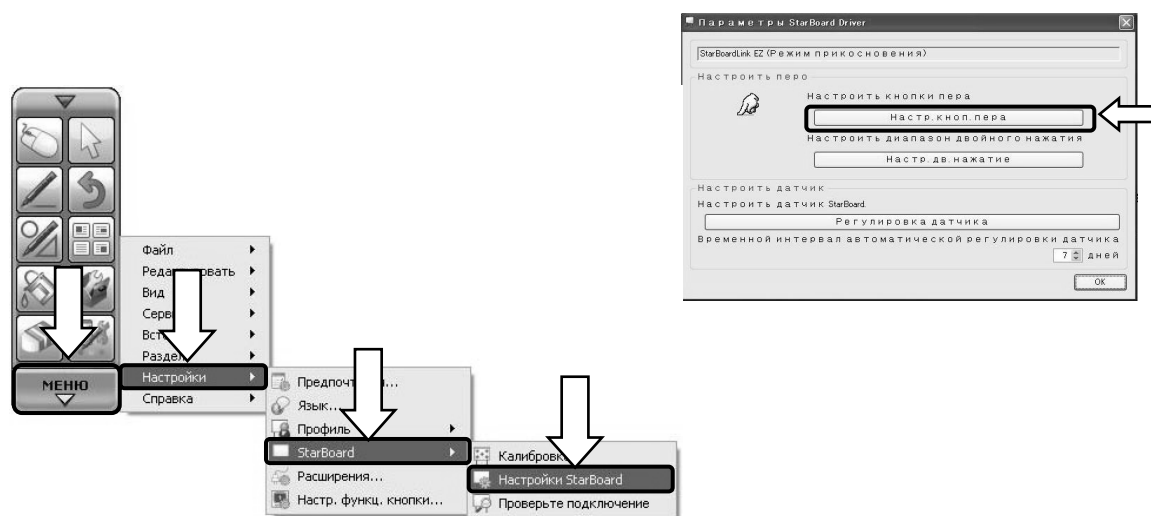 Параметры StarBoard Driver
StarBoardLink EZ (Режим прикосновения)
Настроить перо
Настроить кнопки пера
Настр.кноп.пера
Настроить диапазон двойного нажатия
Настр.дв.нажатие
Настроить датчик
Настроить датчик StarBoard.
Регулировка датчика
Временной интервал автоматической регулировки датчика
7 дней
OK
МЕНЮ
Файл
Вид
Настройки
Справка
Язык...
Профиль
StarBoard
Расширения...
Настр. функц. кнопки...
Настройки StarBoard
Проверьте подключение